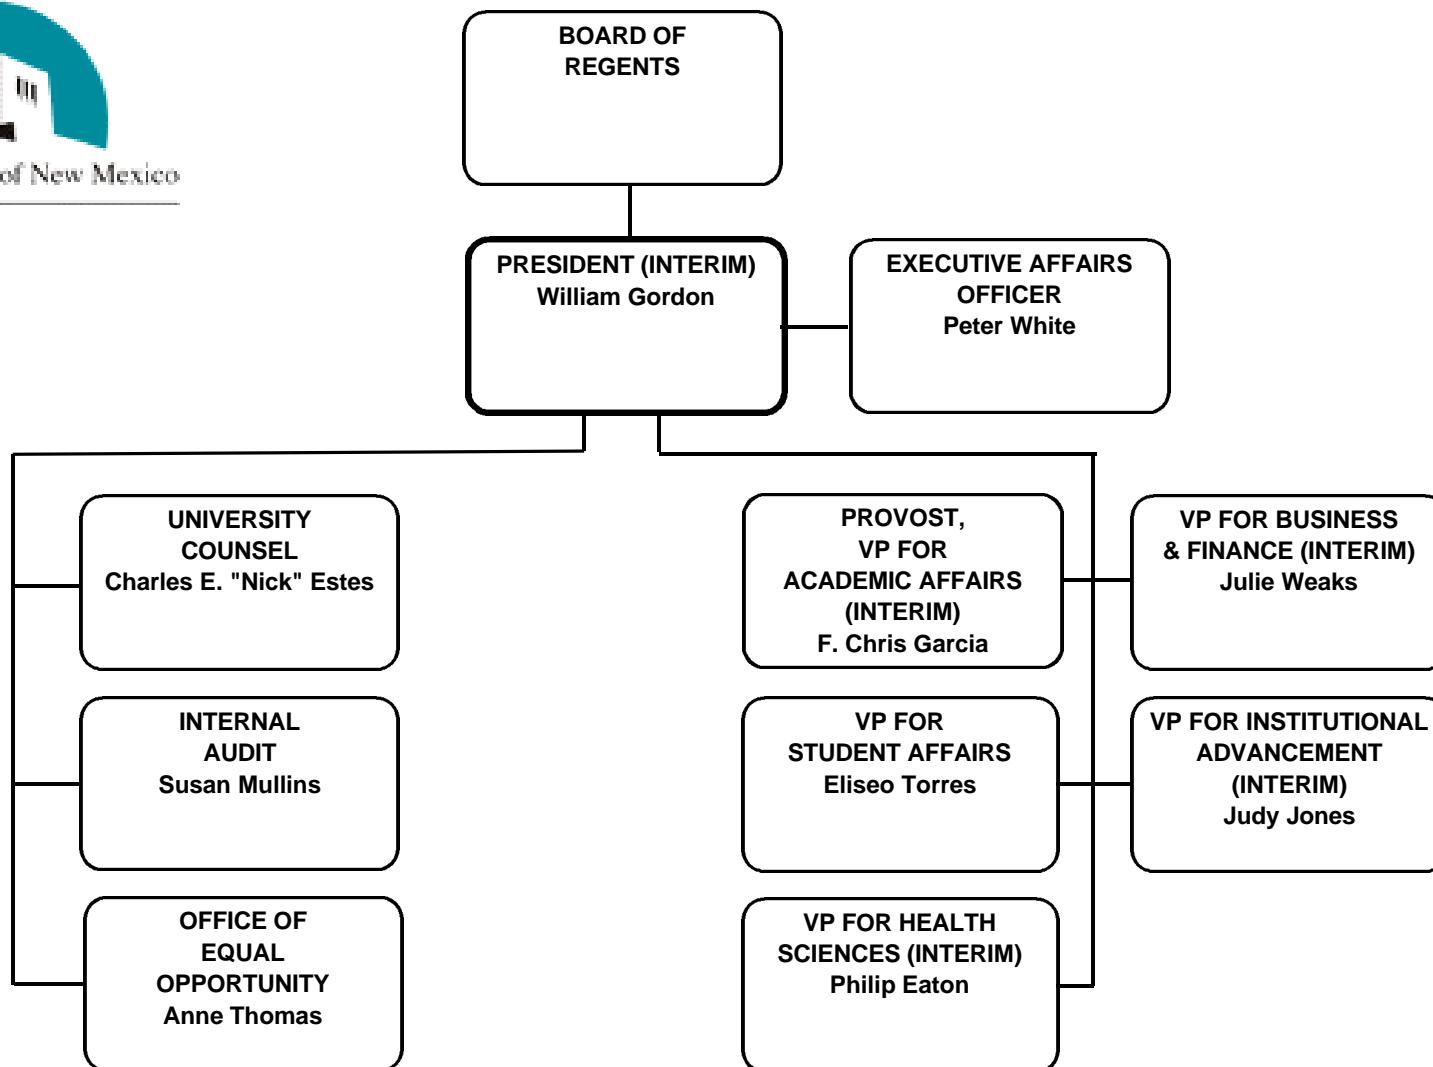 of New Mexico
BOARD OF
REGENTS
PRESIDENT (INTERIM)
William Gordon
EXECUTIVE AFFAIRS
OFFICER
Peter White
UNIVERSITY
COUNSEL
Charles E. "Nick" Estes
PROVOST,
VP FOR
ACADEMIC AFFAIRS
(INTERIM)
F. Chris Garcia
VP FOR BUSINESS
& FINANCE (INTERIM)
Julie Weaks
INTERNAL
AUDIT
Susan Mullins
VP FOR
STUDENT AFFAIRS
Eliseo Torres
VP FOR INSTITUTIONAL
ADVANCEMENT
(INTERIM)
Judy Jones
OFFICE OF
EQUAL
OPPORTUNITY
Anne Thomas
VP FOR HEALTH
SCIENCES (INTERIM)
Philip Eaton